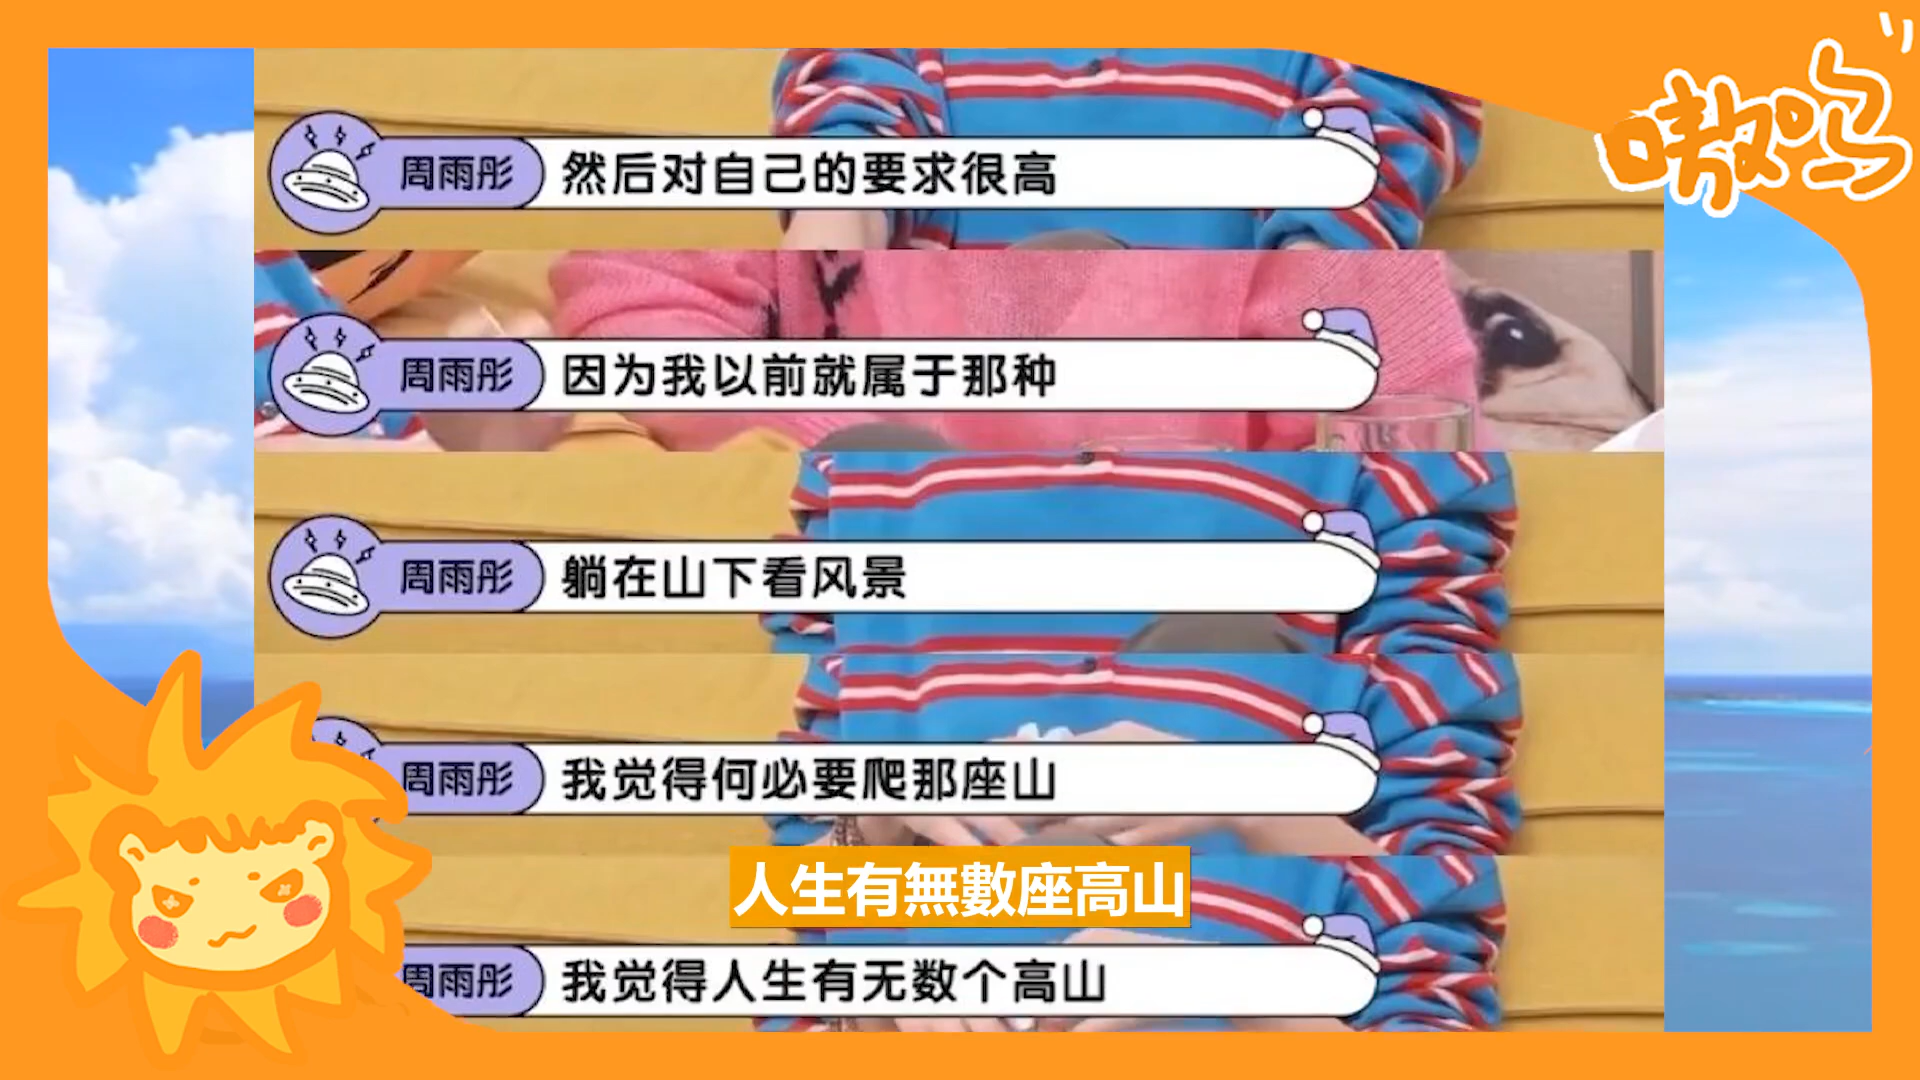 嗷呜
周雨彤 然后对自己的要求很高
周雨彤 因为我以前就属于那种
周雨彤 躺在山下看风景
周雨彤 我觉得何必要爬那座山
人生有無數座高山
周雨彤 我觉得人生有无数个高山